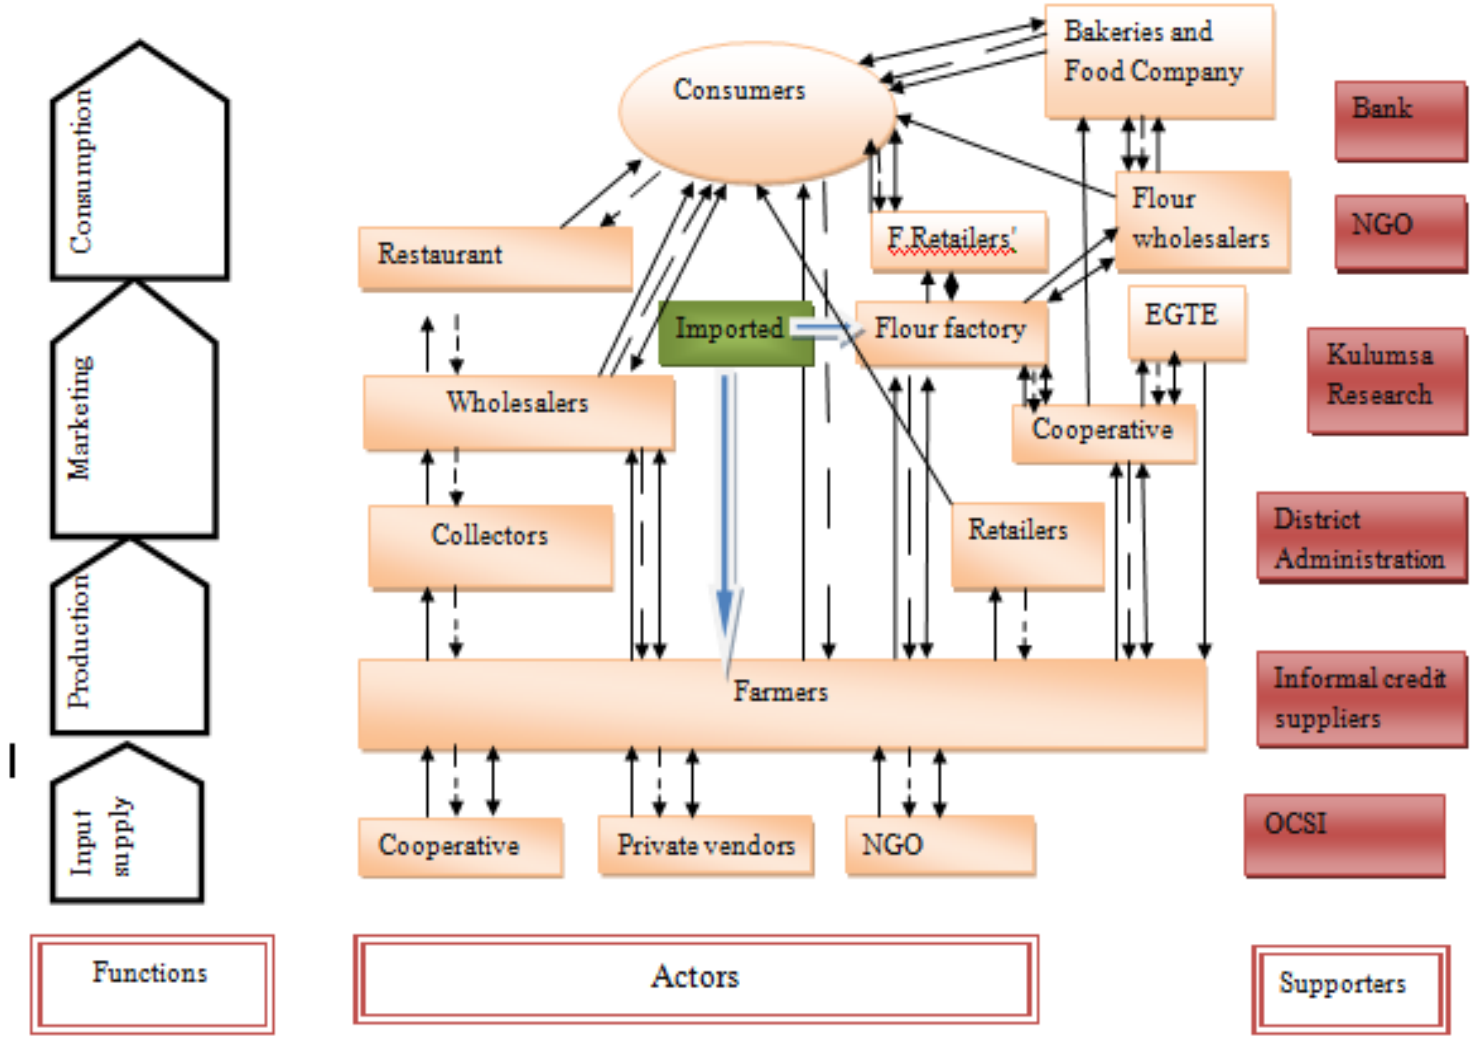 Consumption
Marketing
Production
Input
supply
Functions
Consumers
Bakeries and
Food Company
Flour
wholesalers
F.Retailers'
Restaurant
Imported
Flour factory
EGTE
Wholesalers
Cooperative
Collectors
Retailers
Farmers
Cooperative
Private vendors
NGO
Actors
Bank
NGO
Kulumsa
Research
District
Administration
Informal credit
suppliers
OCSI
Supporters